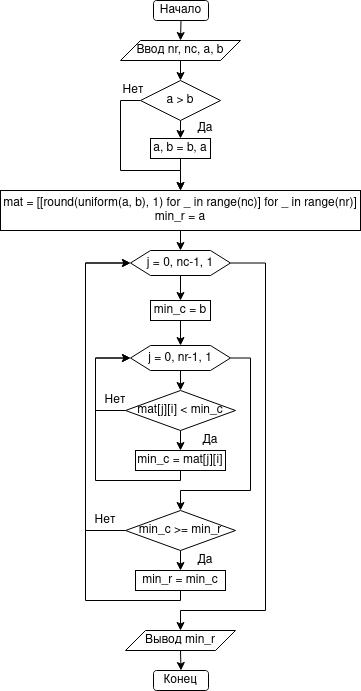 Начало
Ввод nr, nc, a, b
Нет
a > b
Да
a, b = b, a
mat = [[round(uniform(a, b), 1) for _ in range(nc)] for _ in range(nr)]
min_r = a
j = 0, nc-1, 1
min_c = b
j = 0, nr-1, 1
Нет
mat[j][i] < min_c
Да
min_c = mat[j][i]
Нет
min_c >= min_r
Да
min_r = min_c
Вывод min_r
Конец